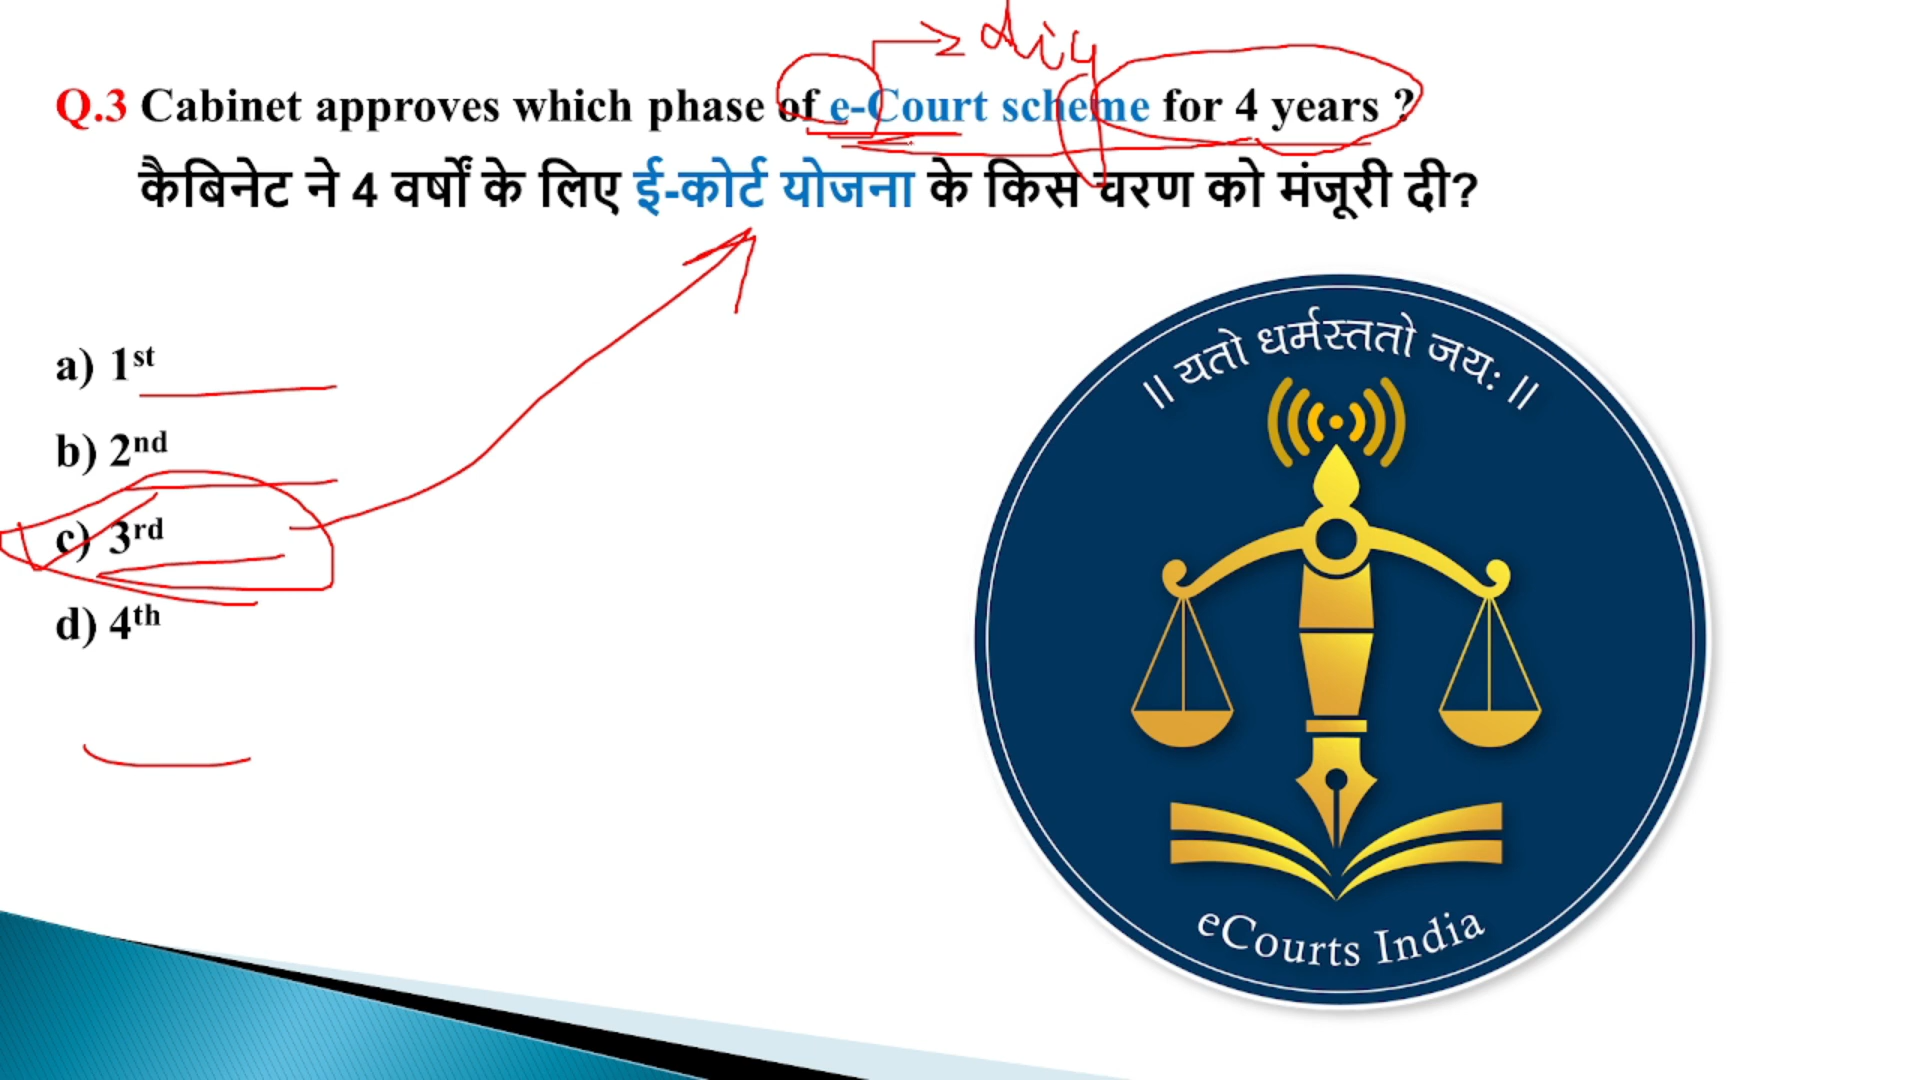 Q.3 Cabinet approves which phase of e-Court scheme for 4 years ?
कैबिनेट ने 4 वर्षों के लिए ई-कोर्ट योजना के किस चरण को मंजूरी दी?
a) 1st
b) 2nd
c) 3rd
d) 4th
॥ यतो धर्मस्ततो जयः ॥
eCourts India